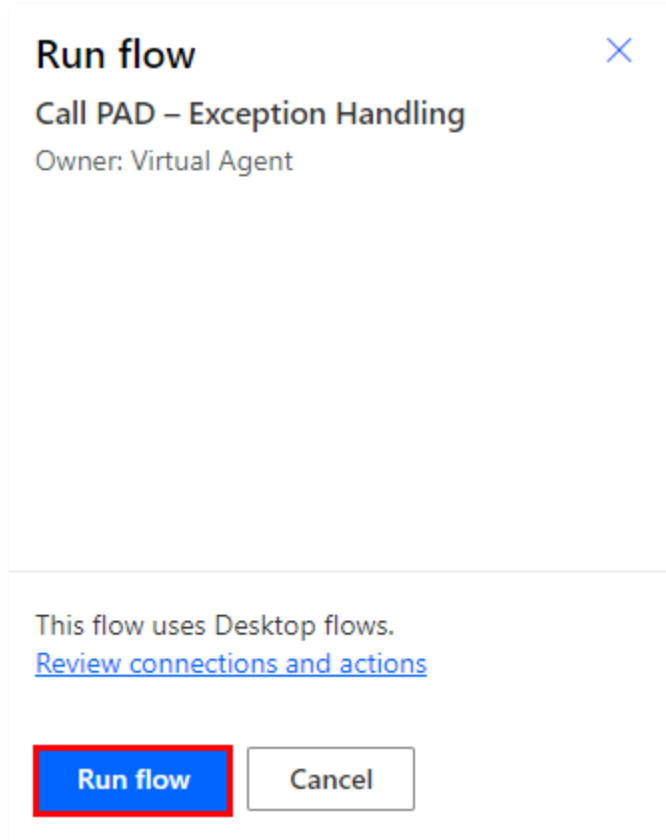 Run flow
Call PAD – Exception Handling
Owner: Virtual Agent
This flow uses Desktop flows.
Review connections and actions
Run flow
Cancel